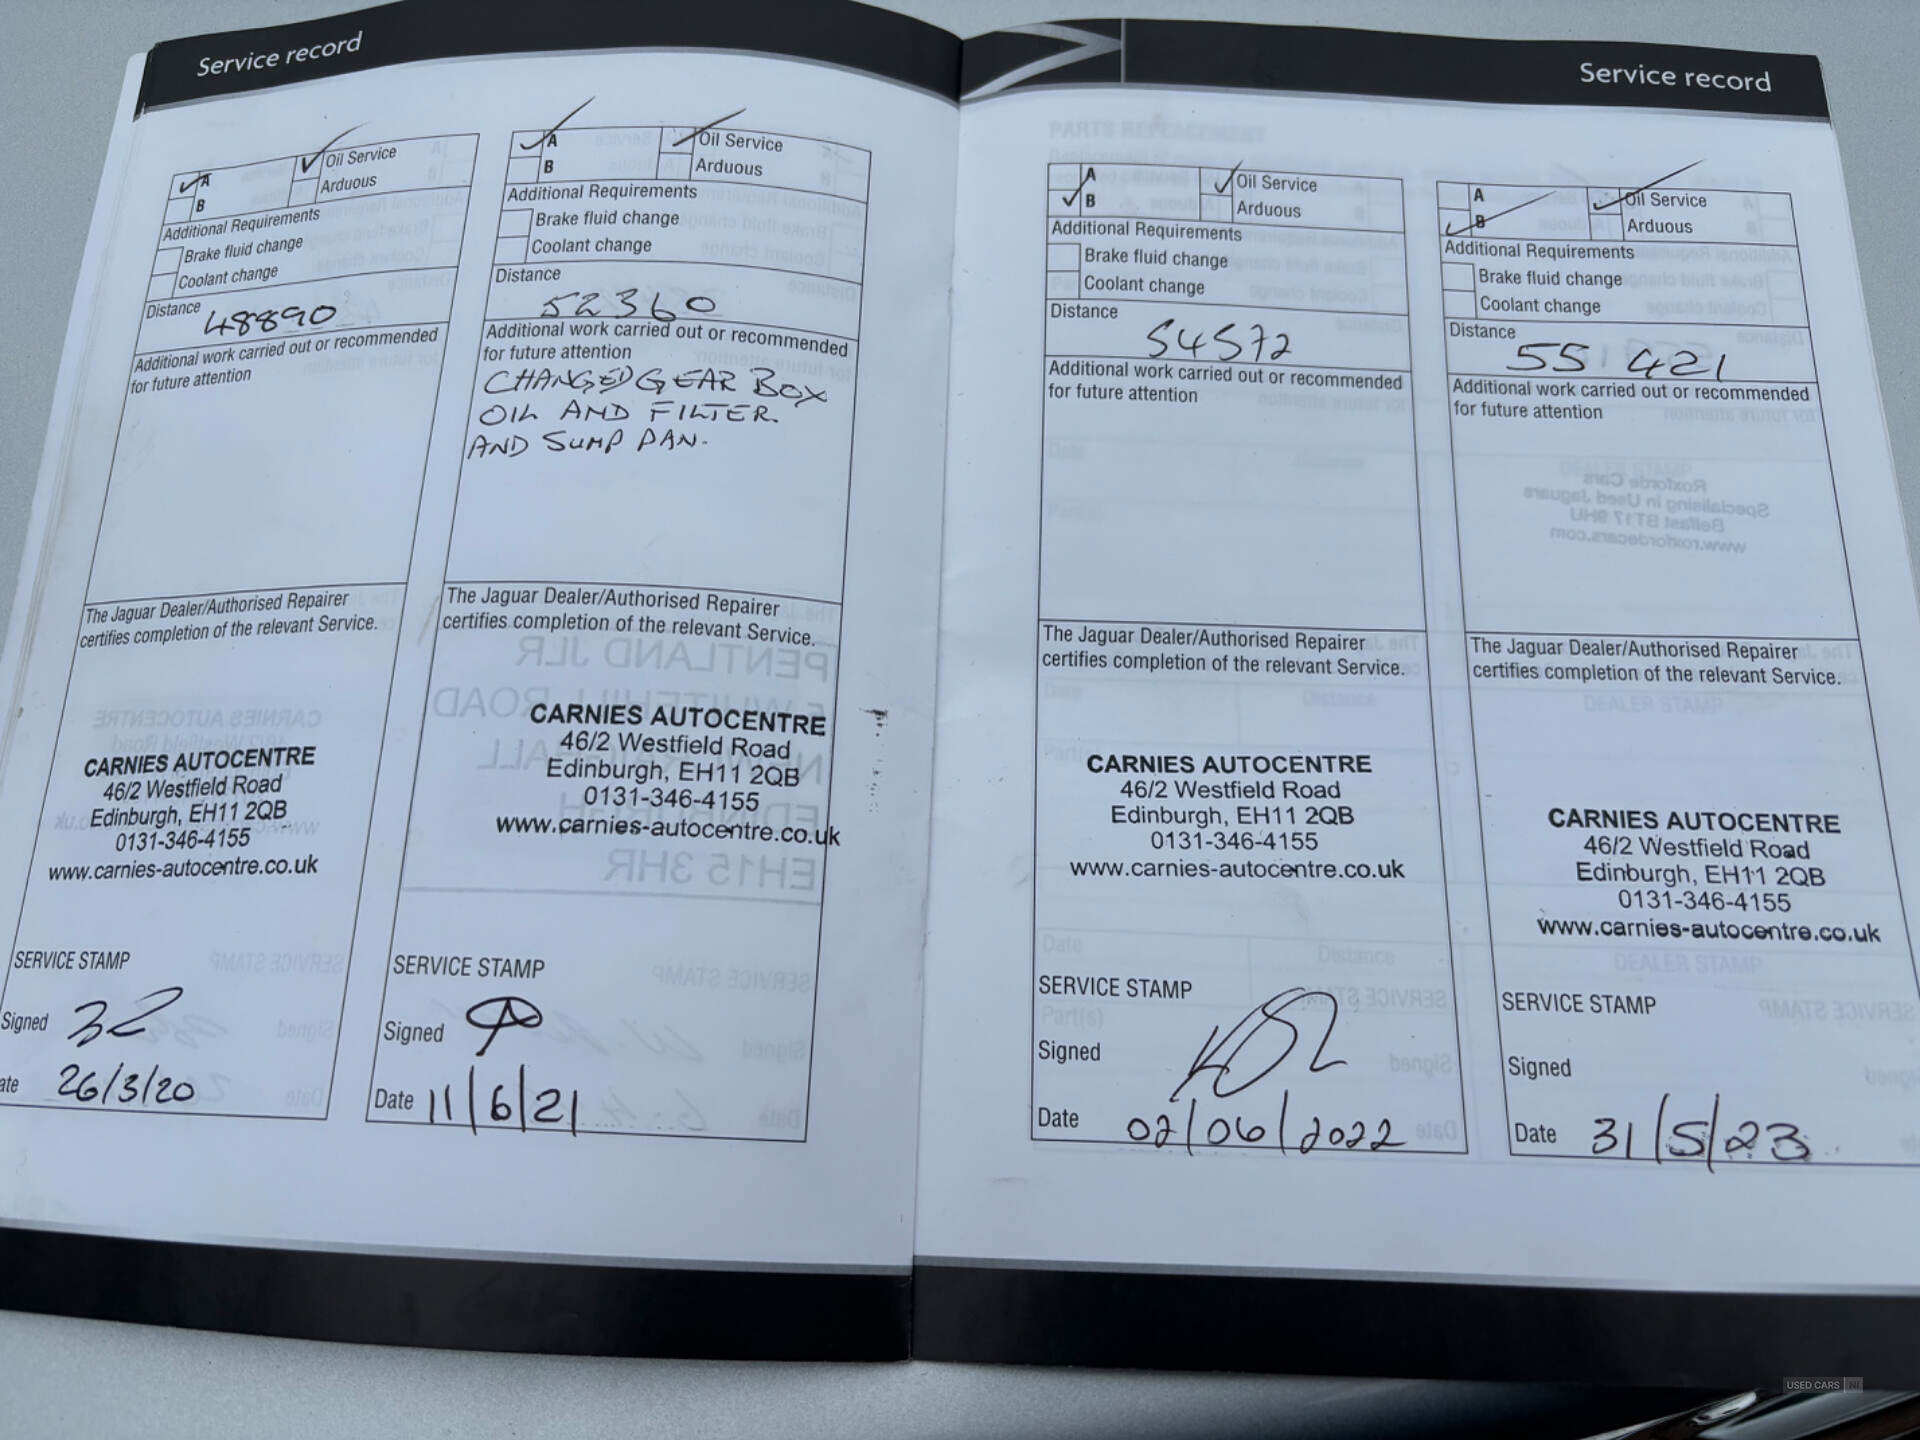 Service record
A
B
Oil Service
Arduous
Additional Requirements
Brake fluid change
Coolant change
Distance
48890
Additional work carried out or recommended
for future attention
The Jaguar Dealer/Authorised Repairer
certifies completion of the relevant Service.
CARNIES AUTOCENTRE
46/2 Westfield Road
Edinburgh, EH11 2QB
0131-346-4155
www.carnies-autocentre.co.uk
SERVICE STAMP
Signed
ate 26/3/20
A
B
Oil Service
Arduous
Additional Requirements
Brake fluid change
Coolant change
Distance
52360
Additional work carried out or recommended
for future attention
CHANGED GEAR BOX
OIL AND FILTER
AND SUMP PAN.
The Jaguar Dealer/Authorised Repairer
certifies completion of the relevant Service.
CARNIES AUTOCENTRE
46/2 Westfield Road
Edinburgh, EH11 2QB
0131-346-4155
www.carnies-autocentre.co.uk
SERVICE STAMP
Signed
Date 11/6/21
Service record
A
B
Oil Service
Arduous
Additional Requirements
Brake fluid change
Coolant change
Distance
54572
Additional work carried out or recommended
for future attention
The Jaguar Dealer/Authorised Repairer
certifies completion of the relevant Service.
CARNIES AUTOCENTRE
46/2 Westfield Road
Edinburgh, EH11 2QB
0131-346-4155
www.carnies-autocentre.co.uk
SERVICE STAMP
Signed
Date 02/06/2022
A
B
Oil Service
Arduous
Additional Requirements
Brake fluid change
Coolant change
Distance
55421
Additional work carried out or recommended
for future attention
The Jaguar Dealer/Authorised Repairer
certifies completion of the relevant Service.
CARNIES AUTOCENTRE
46/2 Westfield Road
Edinburgh, EH11 2QB
0131-346-4155
www.carnies-autocentre.co.uk
SERVICE STAMP
Signed
Date 31/5/23
USED CARS NI